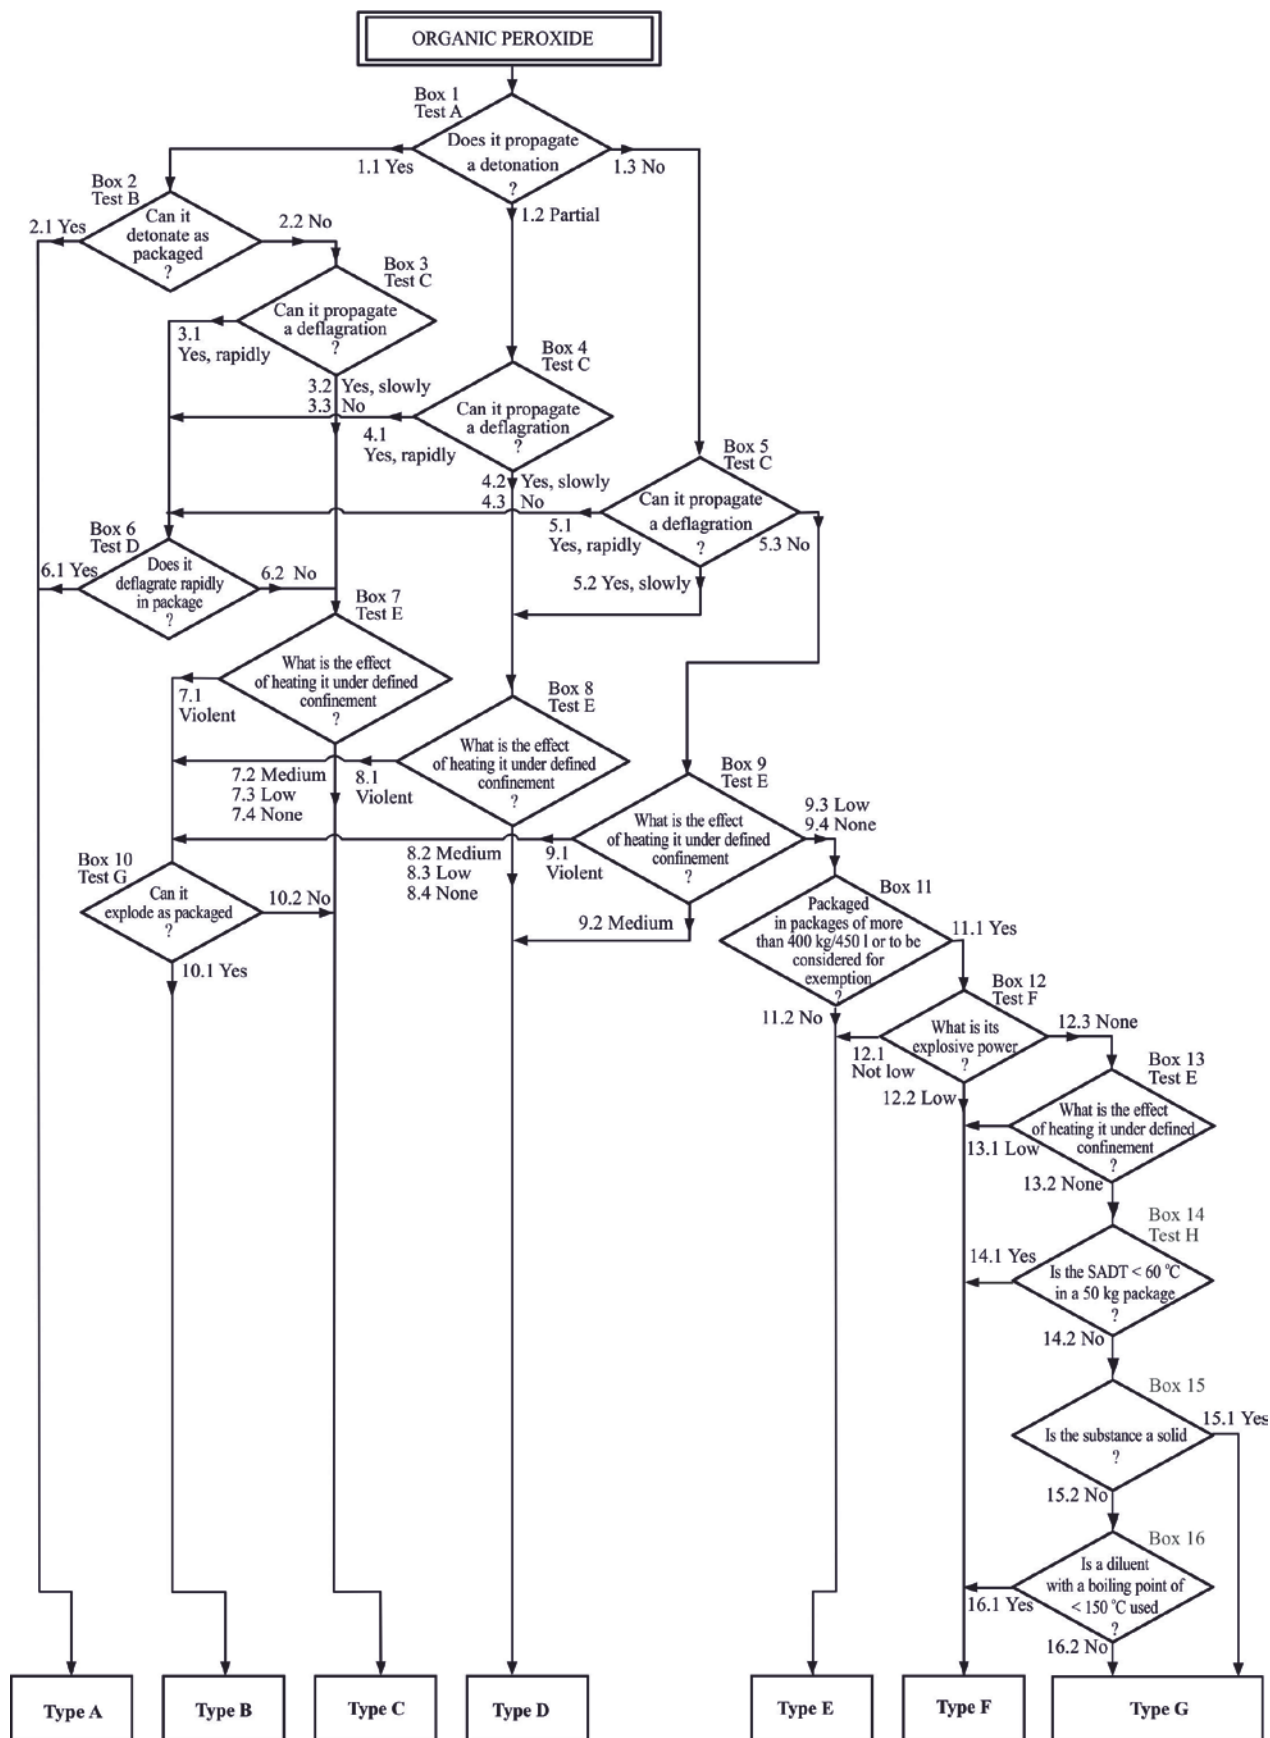 ORGANIC PEROXIDE
Box 1
Test A
Does it propagate
a detonation
?
1.1 Yes
1.3 No
1.2 Partial
Box 2
Test B
Can it
detonate as
packaged
?
2.1 Yes
2.2 No
Box 3
Test C
Can it propagate
a deflagration
?
3.1
Yes, rapidly
3.2 Yes, slowly
3.3 No
Box 4
Test C
Can it propagate
a deflagration
?
4.1
Yes, rapidly
4.2 Yes, slowly
4.3 No
Box 5
Test C
Can it propagate
a deflagration
?
5.1
Yes, rapidly
5.3 No
5.2 Yes, slowly
Box 6
Test D
Does it
deflagrate rapidly
in package
?
6.1 Yes
6.2 No
Box 7
Test E
What is the effect
of heating it under defined
confinement
?
7.1
Violent
7.2 Medium
7.3 Low
7.4 None
Box 8
Test E
What is the effect
of heating it under defined
confinement
?
8.1
Violent
8.2 Medium
8.3 Low
8.4 None
Box 9
Test E
What is the effect
of heating it under defined
confinement
?
9.1
Violent
9.3 Low
9.4 None
9.2 Medium
Box 10
Test G
Can it
explode as packaged
?
10.2 No
10.1 Yes
Box 11
Packaged
in packages of more
than 400 kg/450 l or to be
considered for
exemption
?
11.1 Yes
11.2 No
Box 12
Test F
What is its
explosive power
?
12.1
Not low
12.3 None
12.2 Low
Box 13
Test E
What is the effect
of heating it under defined
confinement
?
13.1 Low
13.2 None
Box 14
Test H
Is the SADT < 60 °C
in a 50 kg package
?
14.1 Yes
14.2 No
Box 15
Is the substance a solid
?
15.1 Yes
15.2 No
Box 16
Is a diluent
with a boiling point of
< 150 °C used
?
16.1 Yes
16.2 No
Type A
Type B
Type C
Type D
Type E
Type F
Type G